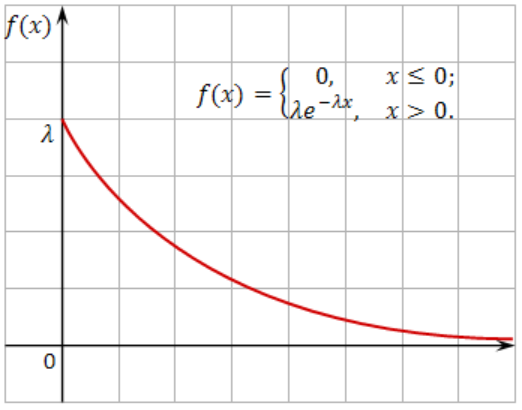 f(x)
f(x) = { 0, x ≤ 0;
λe^{−λx}, x > 0.
λ
0